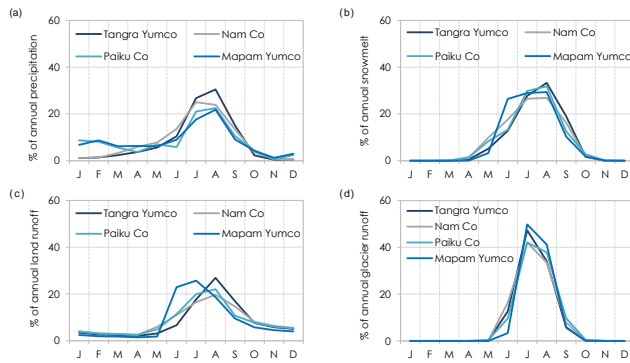 (a)
% of annual precipitation
60
40
20
0
Tangra Yumco
Nam Co
Paiku Co
Mapam Yumco
J F M A M J J A S O N D
(b)
% of annual snowmelt
60
40
20
0
Tangra Yumco
Nam Co
Paiku Co
Mapam Yumco
J F M A M J J A S O N D
(c)
% of annual land runoff
60
40
20
0
Tangra Yumco
Nam Co
Paiku Co
Mapam Yumco
J F M A M J J A S O N D
(d)
% of annual glacier runoff
60
40
20
0
Tangra Yumco
Nam Co
Paiku Co
Mapam Yumco
J F M A M J J A S O N D